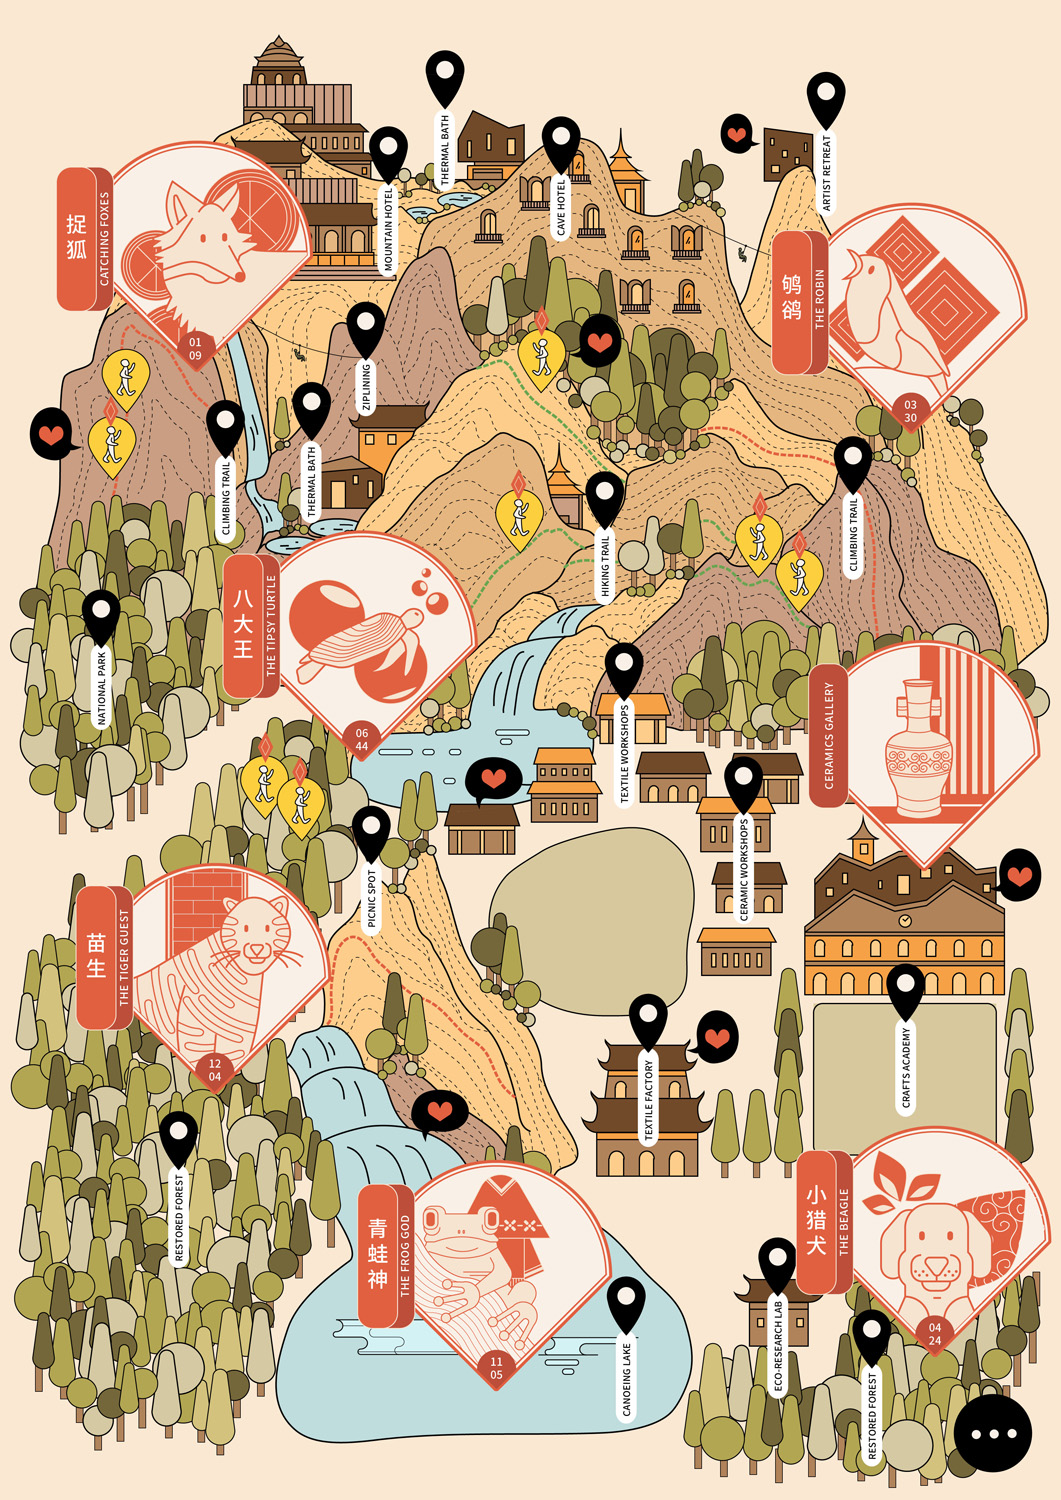 THERMAL BATH
ARTIST RETREAT
MOUNTAIN HOTEL
CAVE HOTEL
捉狐
CATCHING FOXES
01
09
鸲鹆
THE ROBIN
03
30
ZIPLINING
CLIMBING TRAIL
THERMAL BATH
CLIMBING TRAIL
HIKING TRAIL
八大王
THE TIPSY TURTLE
06
44
NATIONAL PARK
TEXTILE WORKSHOPS
CERAMICS GALLERY
CERAMIC WORKSHOPS
PICNIC SPOT
苗生
THE TIGER GUEST
12
04
CRAFTS ACADEMY
TEXTILE FACTORY
RESTORED FOREST
青蛙神
THE FROG GOD
11
05
小猎犬
THE BEAGLE
04
24
CANOEING LAKE
ECO-RESEARCH LAB
RESTORED FOREST